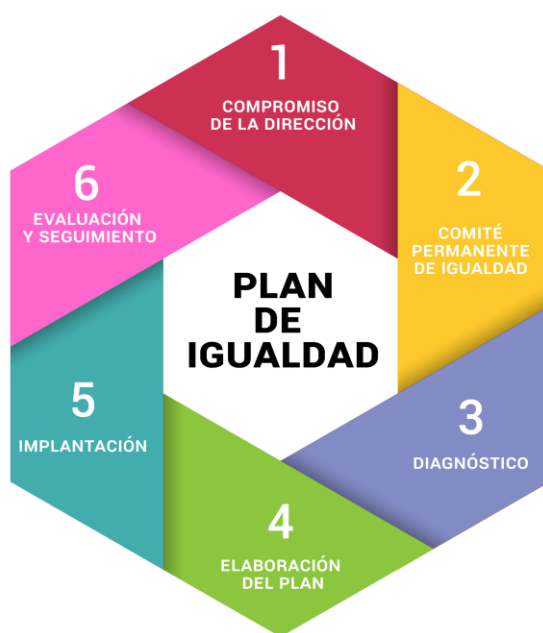 1
COMPROMISO
DE LA DIRECCIÓN
2
COMITÉ
PERMANENTE
DE IGUALDAD
3
DIAGNÓSTICO
4
ELABORACIÓN
DEL PLAN
5
IMPLANTACIÓN
6
EVALUACIÓN
Y SEGUIMIENTO
PLAN
DE
IGUALDAD